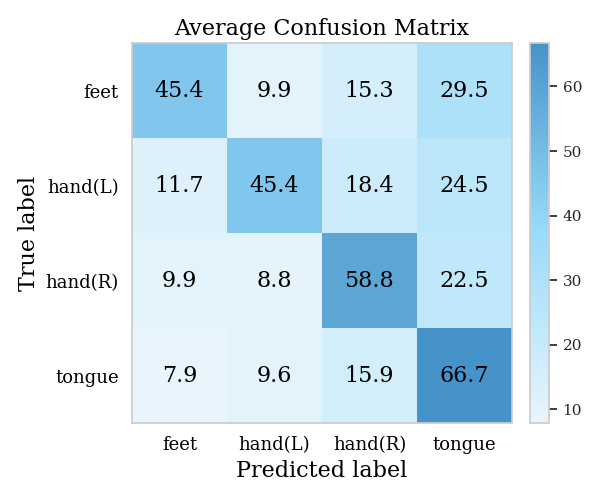 Average Confusion Matrix
True label
feet 45.4 9.9 15.3 29.5
hand(L) 11.7 45.4 18.4 24.5
hand(R) 9.9 8.8 58.8 22.5
tongue 7.9 9.6 15.9 66.7
feet hand(L) hand(R) tongue
Predicted label
60
50
40
30
20
10